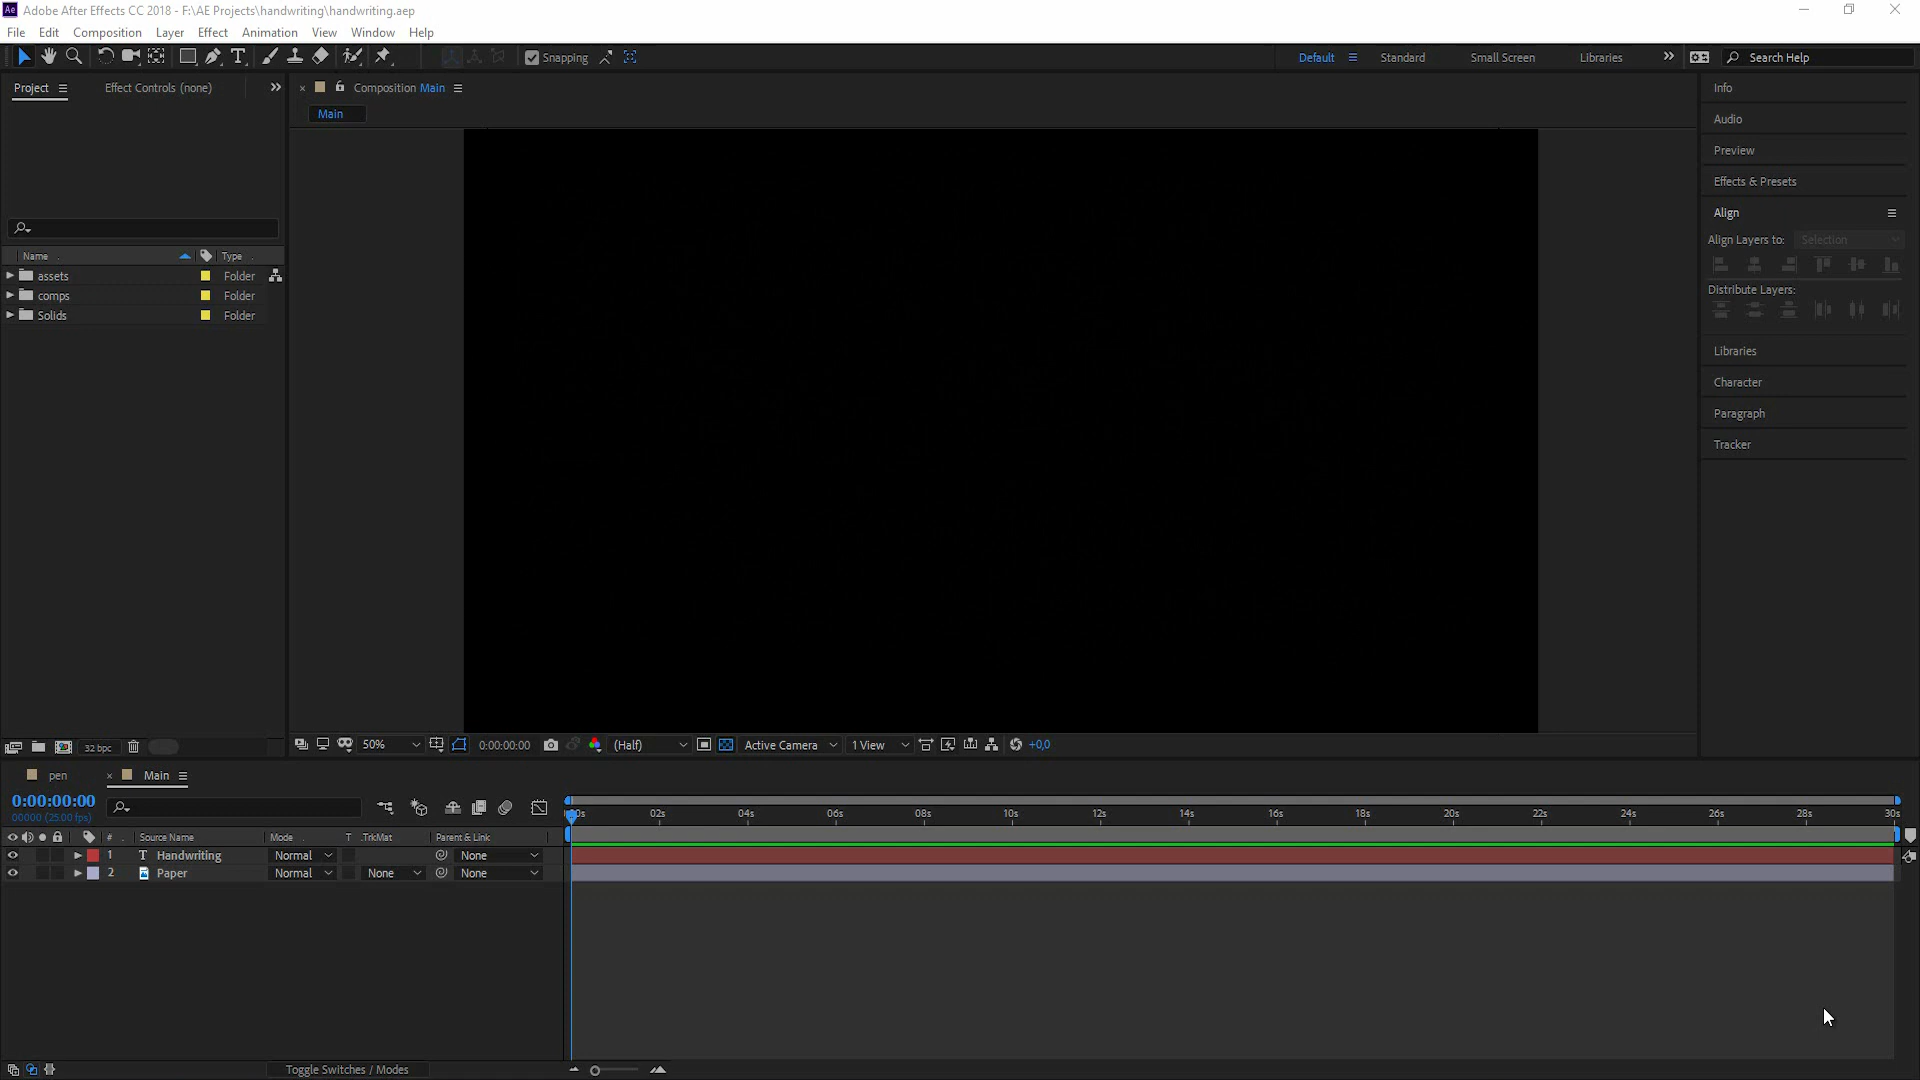 Adobe After Effects CC 2018 - F:\AE Projects\handwriting\handwriting.aep
File Edit Composition Layer Effect Animation View Window Help
Snapping Default Standard Small Screen Libraries Search Help
Project Effect Controls (none) Composition Main
Main
Name Type
assets Folder
comps Folder
Solids Folder
Info
Audio
Preview
Effects & Presets
Align
Align Layers to: Selection
Distribute Layers:
Libraries
Character
Paragraph
Tracker
32 bpc 50% 0:00:00:00 (Half) Active Camera 1 View +0,0
pen Main
0:00:00:00
00000 (25.00 fps)
02s 04s 06s 08s 10s 12s 14s 16s 18s 20s 22s 24s 26s 28s 30s
# Source Name Mode T .TrkMat Parent & Link
1 T Handwriting Normal None
2 Paper Normal None None
Toggle Switches / Modes